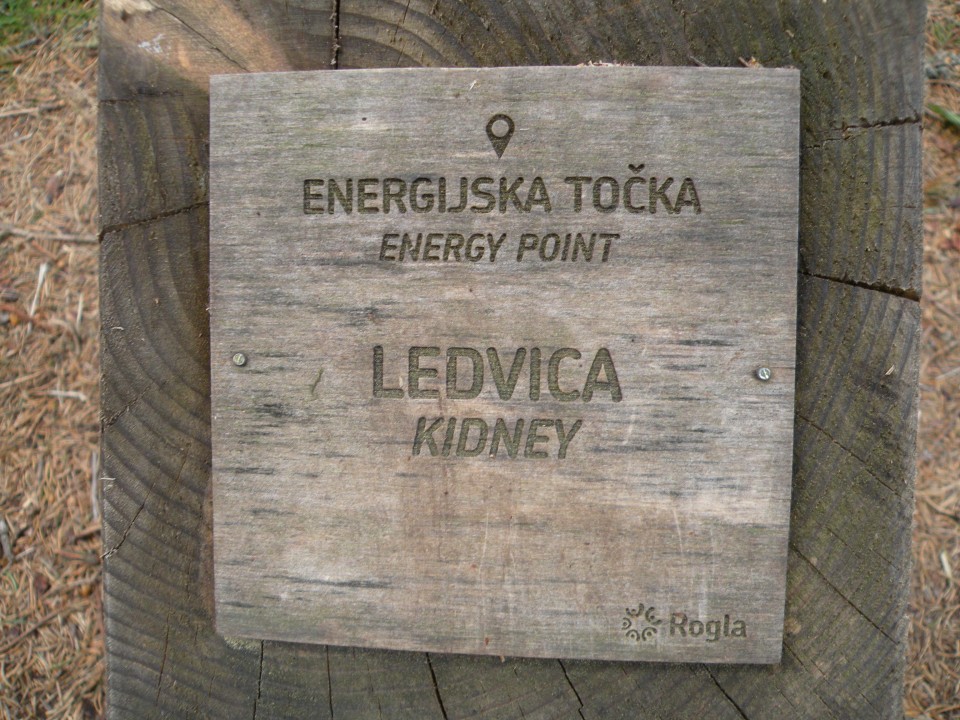 ENERGIJSKA TOČKA
ENERGY POINT
LEDVICA
KIDNEY
Rogla